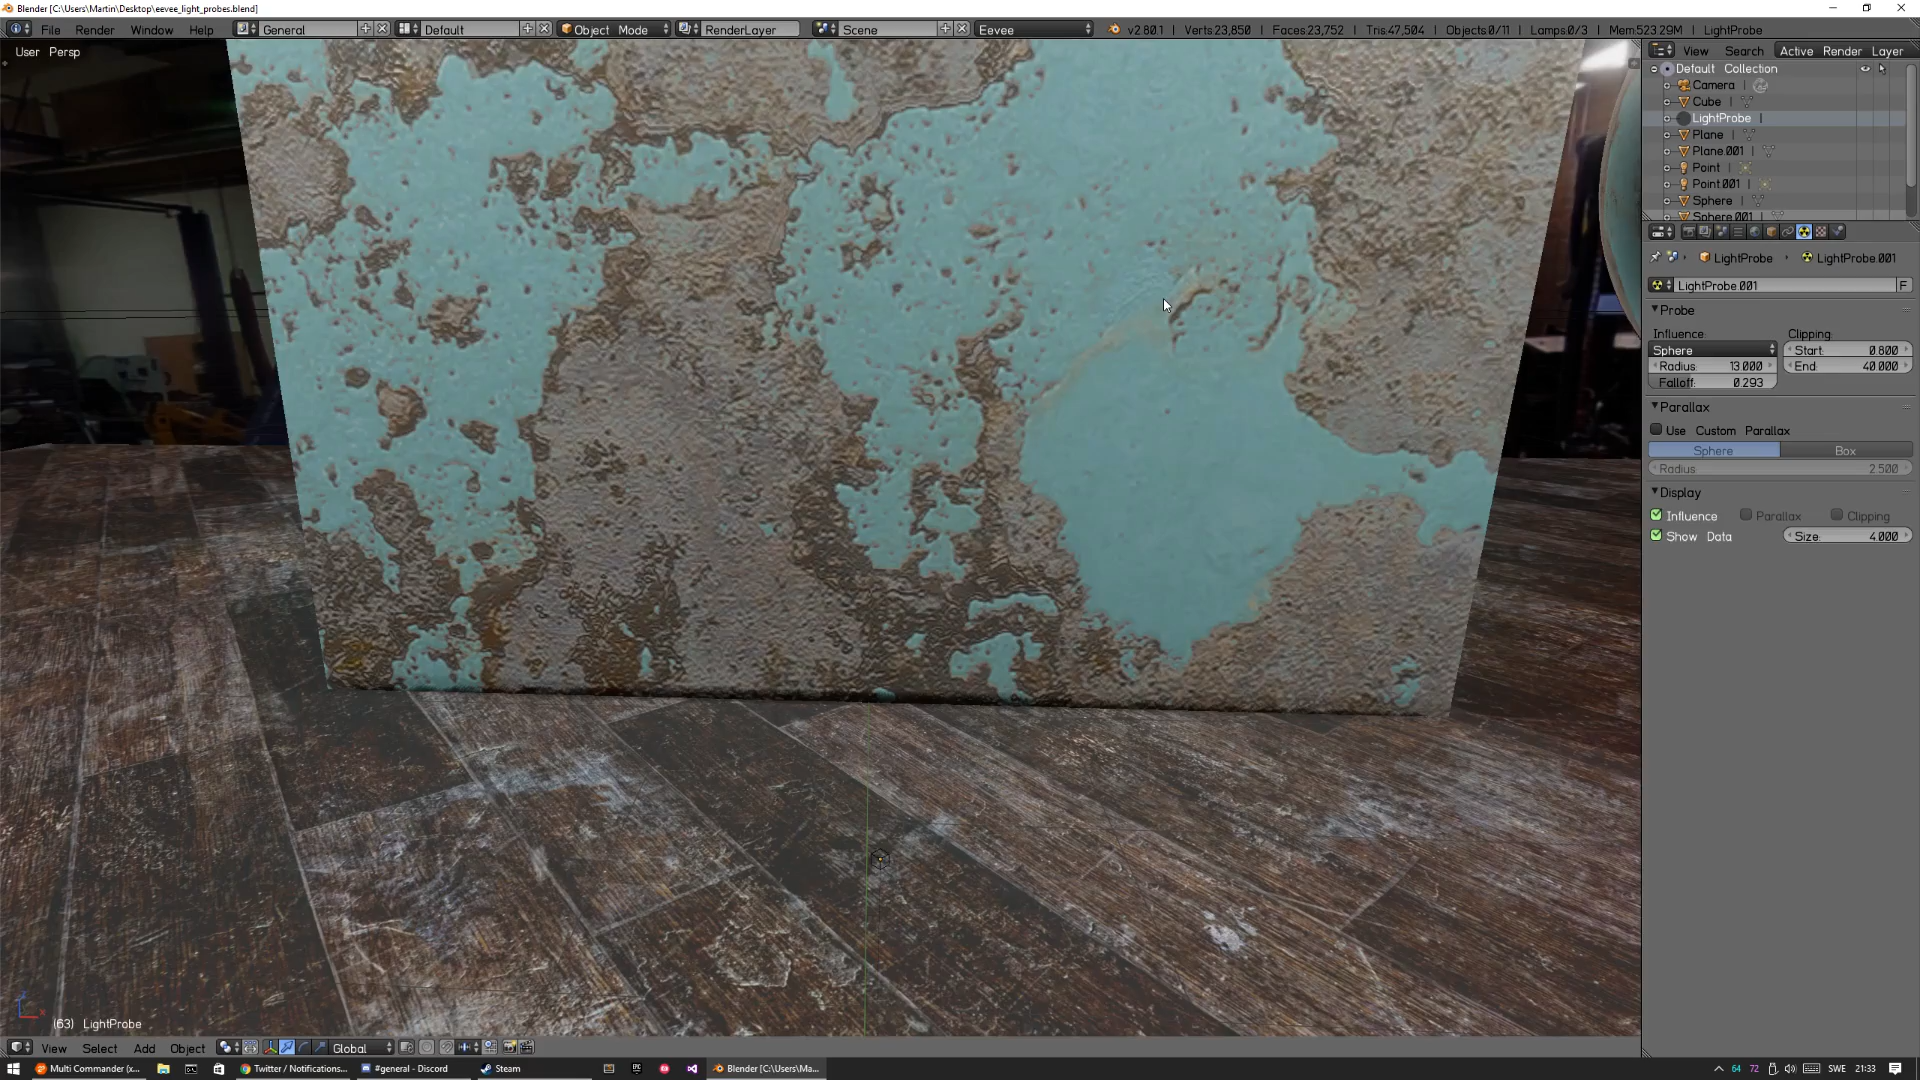 Blender [C:\Users\Martin\Desktop\eevee_light_probes.blend]
File Render Window Help General Default Object Mode RenderLayer Scene Eevee v2.80.1 | Verts:23,850 | Faces:23,752 | Tris:47,504 | Objects:0/11 | Lamps:0/3 | Mem:523.29M | LightProbe
User Persp
View Search Active Render Layer
Default Collection
Camera
Cube
LightProbe
Plane
Plane.001
Point
Point.001
Sphere
Sphere.001
LightProbe LightProbe.001
LightProbe.001 F
Probe
Influence: Clipping:
Sphere Start: 0.800
Radius: 13.000 End: 40.000
Falloff: 0.293
Parallax
Use Custom Parallax
Sphere Box
Radius 2.500
Display
Influence Parallax Clipping
Show Data Size: 4.000
(63) LightProbe
View Select Add Object Global
Multi Commander (x... Twitter / Notifications... #general - Discord Steam Blender [C:\Users\Ma... 64 72 SWE 21:33